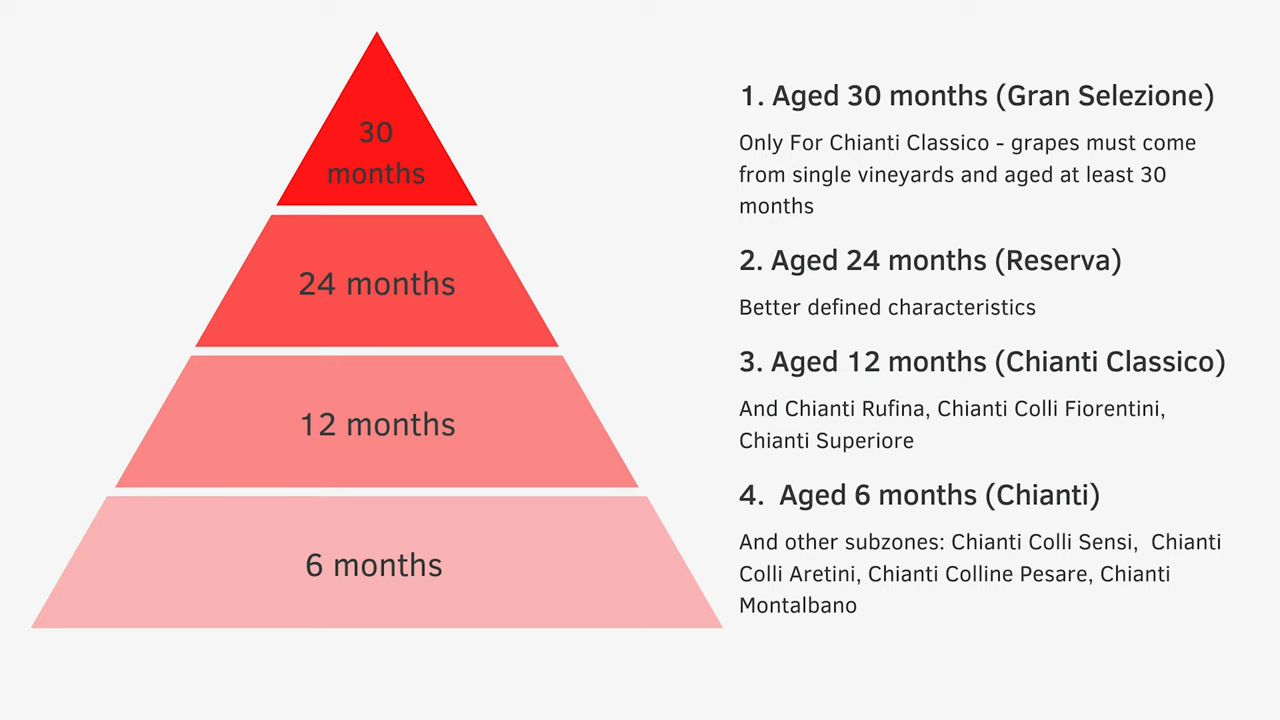 30
months
24 months
12 months
6 months
1. Aged 30 months (Gran Selezione)
Only For Chianti Classico - grapes must come
from single vineyards and aged at least 30
months
2. Aged 24 months (Reserva)
Better defined characteristics
3. Aged 12 months (Chianti Classico)
And Chianti Rufina, Chianti Colli Fiorentini,
Chianti Superiore
4.  Aged 6 months (Chianti)
And other subzones: Chianti Colli Sensi,  Chianti
Colli Aretini, Chianti Colline Pesare, Chianti
Montalbano